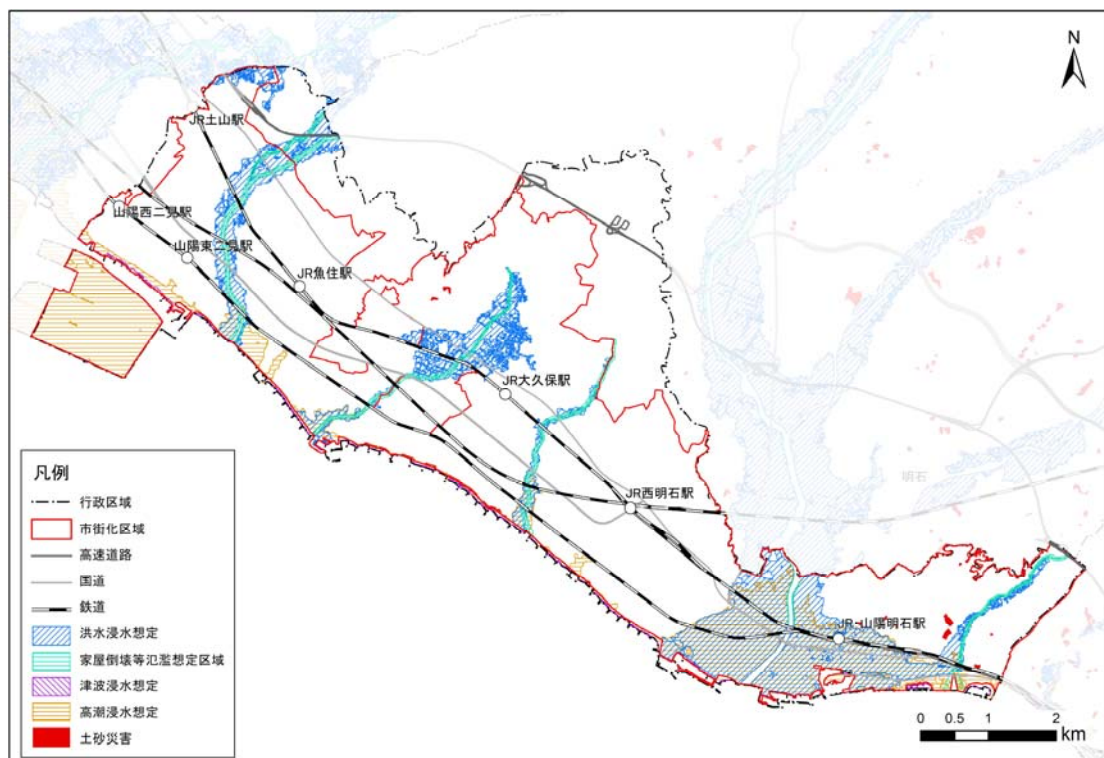 N
JR土山駅
山陽西二見駅
山陽東二見駅
JR魚住駅
JR大久保駅
明石
JR西明石駅
JR・山陽明石駅
凡例
行政区域
市街化区域
高速道路
国道
鉄道
洪水浸水想定
家屋倒壊等氾濫想定区域
津波浸水想定
高潮浸水想定
土砂災害
0 0.5 1 2
km